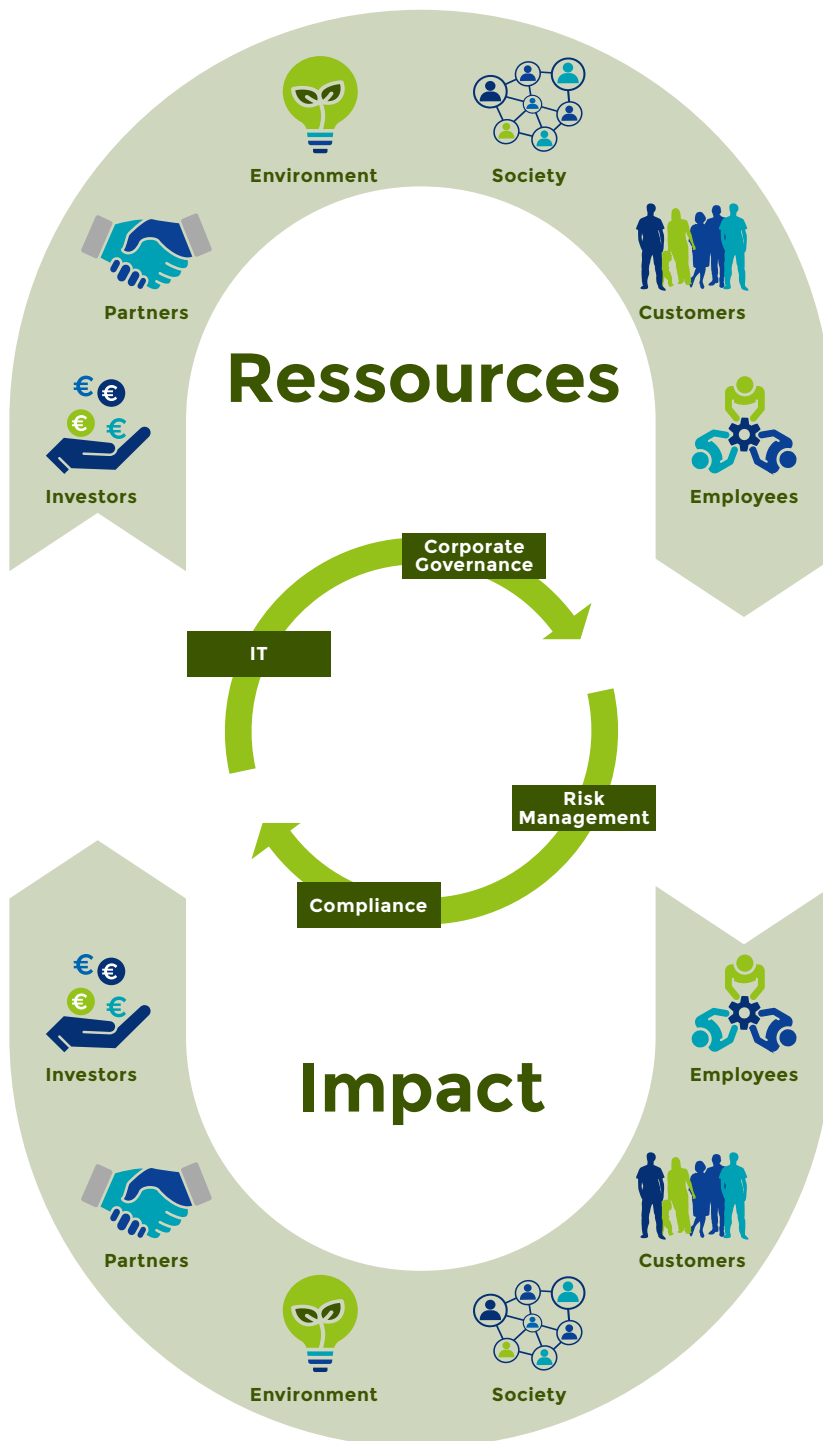 Environment
Society
Partners
Customers
Ressources
€
€
€
€
Investors
Employees
Corporate
Governance
IT
Risk
Management
Compliance
€
€
€
€
Investors
Employees
Impact
Partners
Customers
Environment
Society